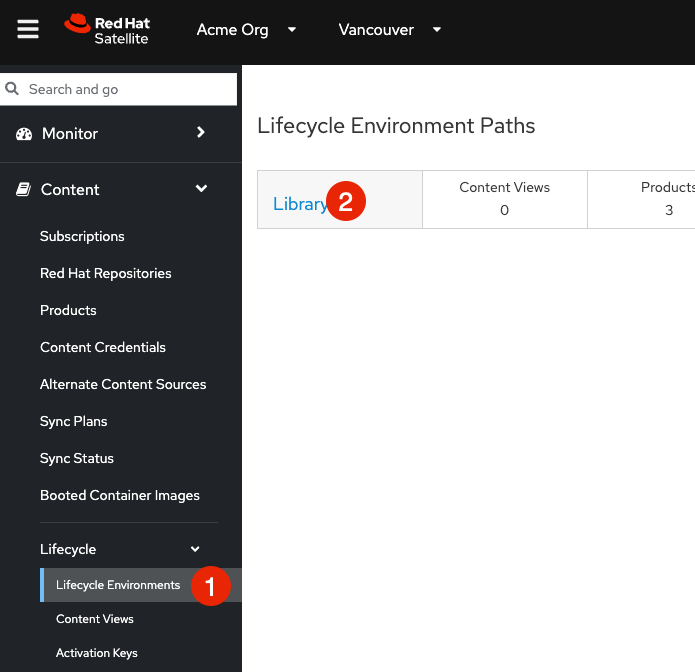 Red Hat
Satellite
Acme Org
Vancouver
Search and go
Monitor
Content
Subscriptions
Red Hat Repositories
Products
Content Credentials
Alternate Content Sources
Sync Plans
Sync Status
Booted Container Images
Lifecycle
Lifecycle Environments 1
Content Views
Activation Keys
Lifecycle Environment Paths
Library 2
Content Views
0
Products
3